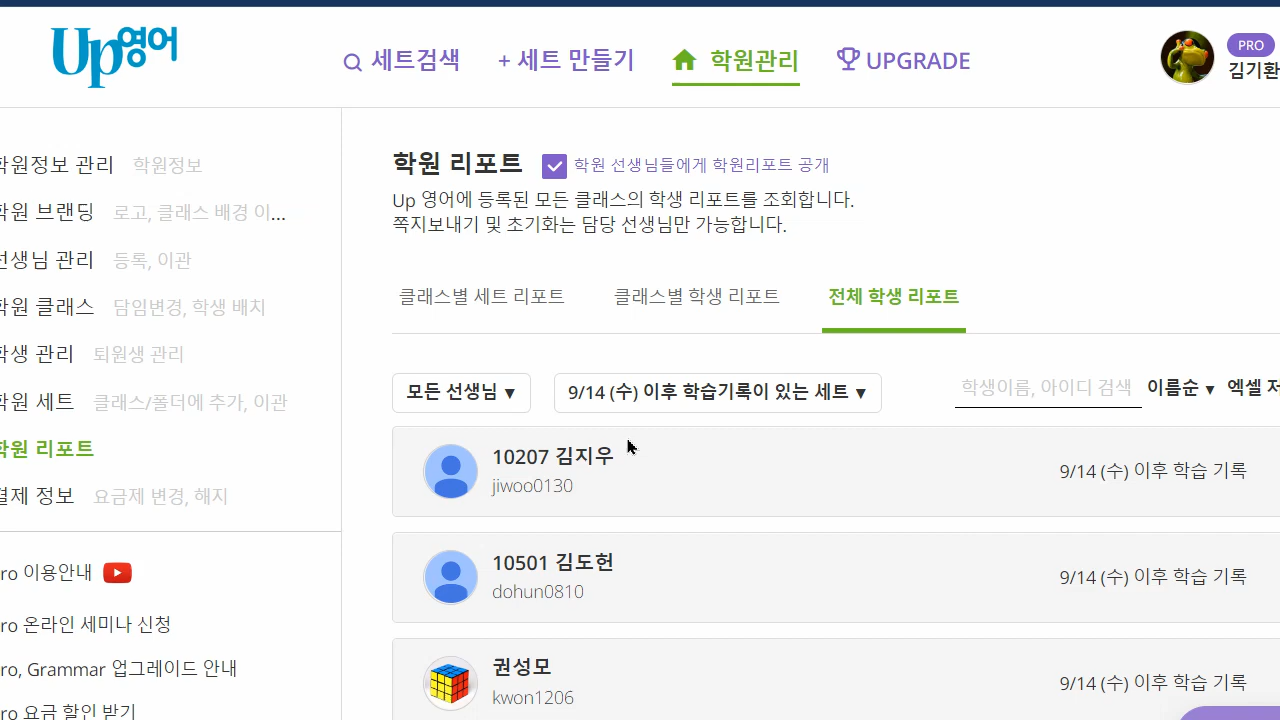 Up영어
세트검색
+ 세트 만들기
학원관리
UPGRADE
PRO
김기환
학원정보 관리 학원정보
학원 브랜딩 로고, 클래스 배경 이...
선생님 관리 등록, 이관
학원 클래스 담임변경, 학생 배치
학생 관리 퇴원생 관리
학원 세트 클래스/폴더에 추가, 이관
학원 리포트
결제 정보 요금제 변경, 해지
ro 이용안내
ro 온라인 세미나 신청
ro, Grammar 업그레이드 안내
ro 요금 할인 받기
학원 리포트 학원 선생님들에게 학원리포트 공개
Up 영어에 등록된 모든 클래스의 학생 리포트를 조회합니다.
쪽지보내기 및 초기화는 담당 선생님만 가능합니다.
클래스별 세트 리포트 클래스별 학생 리포트 전체 학생 리포트
모든 선생님 ▼ 9/14 (수) 이후 학습기록이 있는 세트 ▼ 학생이름, 아이디 검색 이름순 ▼ 엑셀 저
10207 김지우
jiwoo0130
9/14 (수) 이후 학습 기록
10501 김도헌
dohun0810
9/14 (수) 이후 학습 기록
권성모
kwon1206
9/14 (수) 이후 학습 기록